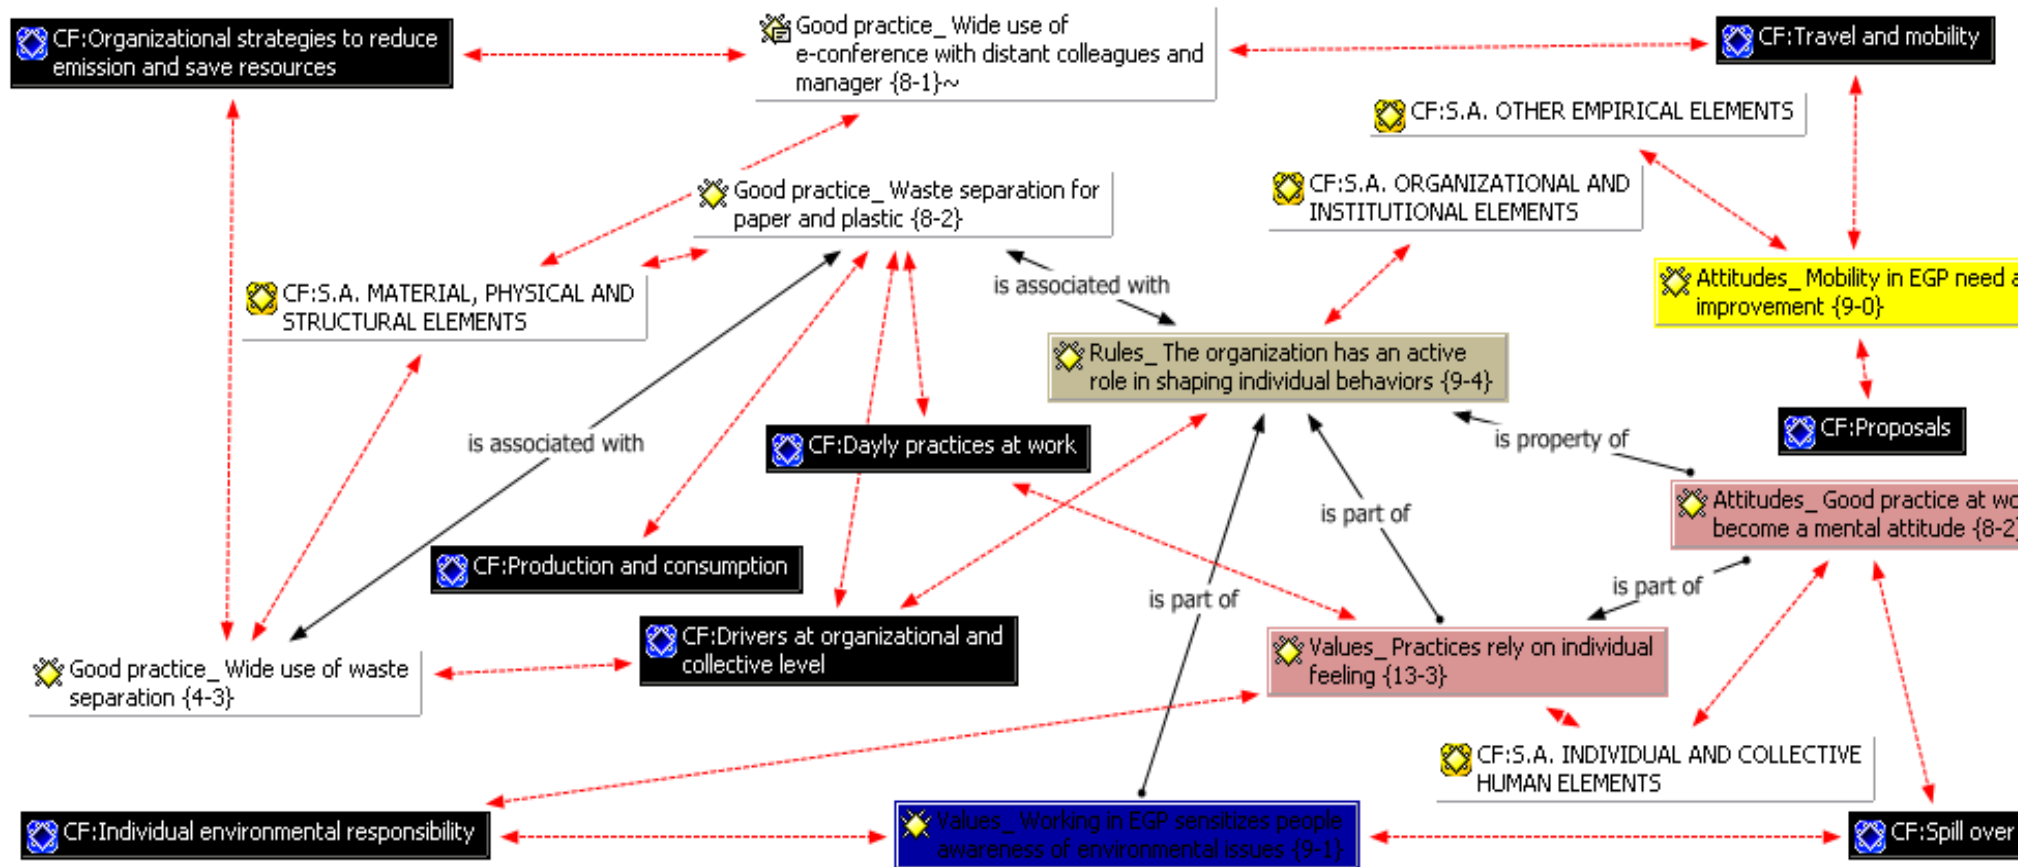 CF:Organizational strategies to reduce
emission and save resources
Good practice_ Wide use of
e-conference with distant colleagues and
manager {8-1}~
CF:Travel and mobility
CF:S.A. OTHER EMPIRICAL ELEMENTS
Good practice_ Waste separation for
paper and plastic {8-2}
CF:S.A. ORGANIZATIONAL AND
INSTITUTIONAL ELEMENTS
is associated with
CF:S.A. MATERIAL, PHYSICAL AND
STRUCTURAL ELEMENTS
Attitudes_ Mobility in EGP need a
improvement {9-0}
Rules_ The organization has an active
role in shaping individual behaviors {9-4}
is associated with
CF:Dayly practices at work
is property of
CF:Proposals
is part of
Attitudes_ Good practice at wo
become a mental attitude {8-2}
CF:Production and consumption
is part of
is part of
CF:Drivers at organizational and
collective level
Good practice_ Wide use of waste
separation {4-3}
Values_ Practices rely on individual
feeling {13-3}
CF:S.A. INDIVIDUAL AND COLLECTIVE
HUMAN ELEMENTS
CF:Individual environmental responsibility
Values_ Working in EGP sensitizes people
awareness of environmental issues {9-1}
CF:Spill over